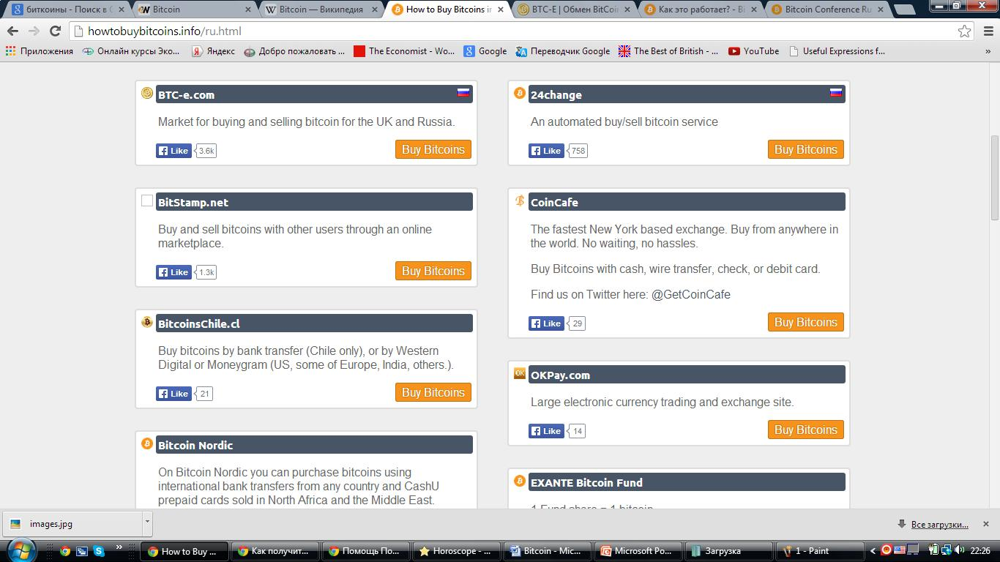 биткоины - Поиск в G
Bitcoin
Bitcoin — Википедия
How to Buy Bitcoins in
BTC-E | Обмен BitCoin
Как это работает? - Bi
Bitcoin Conference Ru
howtobuybitcoins.info/ru.html
Приложения
Онлайн курсы Эко...
Яндекс
Добро пожаловать ...
The Economist - Wo...
Google
Переводчик Google
The Best of British - ...
YouTube
Useful Expressions f...
»
BTC-e.com
Market for buying and selling bitcoin for the UK and Russia.
Like 3.6k
Buy Bitcoins
BitStamp.net
Buy and sell bitcoins with other users through an online
marketplace.
Like 1.3k
Buy Bitcoins
BitcoinsChile.cl
Buy bitcoins by bank transfer (Chile only), or by Western
Digital or Moneygram (US, some of Europe, India, others.).
Like 21
Buy Bitcoins
Bitcoin Nordic
On Bitcoin Nordic you can purchase bitcoins using
international bank transfers from any country and CashU
prepaid cards sold in North Africa and the Middle East.
24change
An automated buy/sell bitcoin service
Like 758
Buy Bitcoins
CoinCafe
The fastest New York based exchange. Buy from anywhere in
the world. No waiting, no hassles.
Buy Bitcoins with cash, wire transfer, check, or debit card.
Find us on Twitter here: @GetCoinCafe
Like 29
Buy Bitcoins
OKPay.com
Large electronic currency trading and exchange site.
Like 14
Buy Bitcoins
EXANTE Bitcoin Fund
1 Fund share = 1 bitcoin
images.jpg
Все загрузки...
»
How to Buy ...
Как получит...
Помощь По...
Horoscope - ...
Bitcoin - Mic...
Microsoft Po...
Загрузка
1 - Paint
22:26